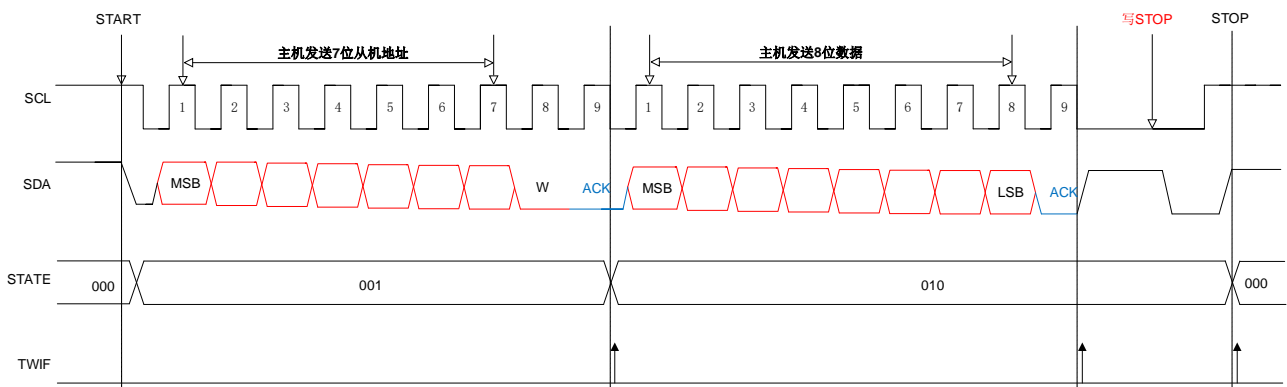 START
写STOP
STOP
主机发送7位从机地址
主机发送8位数据
SCL
1 2 3 4 5 6 7 8 9 1 2 3 4 5 6 7 8 9
SDA
MSB W ACK MSB LSB ACK
STATE
000 001 010 000
TWIF